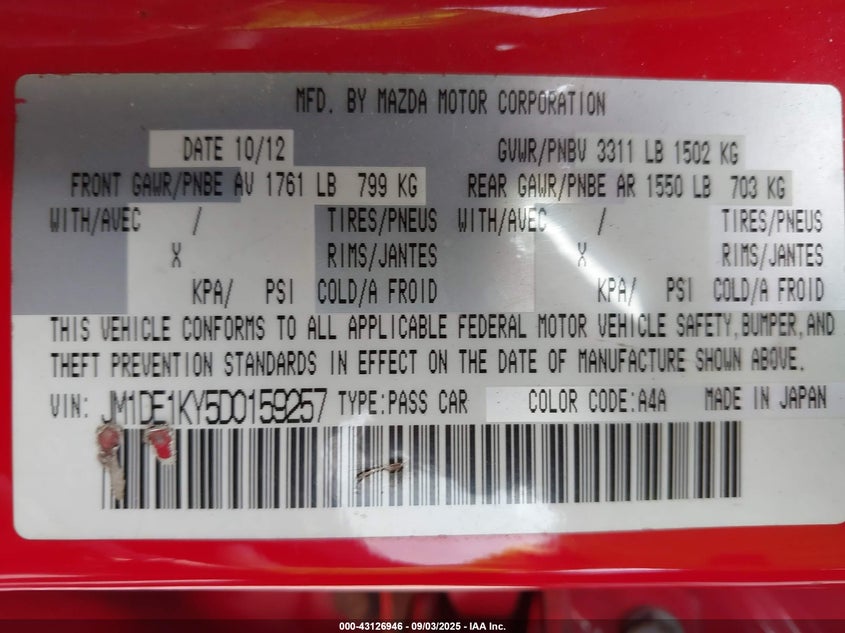 MFD. BY MAZDA MOTOR CORPORATION
DATE 10/12 GVWR/PNBV 3311 LB 1502 KG
FRONT GAWR/PNBE AV 1761 LB 799 KG REAR GAWR/PNBE AR 1550 LB 703 KG
WITH/AVEC / TIRES/PNEUS WITH/AVEC / TIRES/PNEUS
X RIMS/JANTES X RIMS/JANTES
KPA/ PSI COLD/A FROID KPA/ PSI COLD/A FROID
THIS VEHICLE CONFORMS TO ALL APPLICABLE FEDERAL MOTOR VEHICLE SAFETY, BUMPER, AND
THEFT PREVENTION STANDARDS IN EFFECT ON THE DATE OF MANUFACTURE SHOWN ABOVE.
VIN: JM1DE1KY5D0159257 TYPE:PASS CAR COLOR CODE:A4A MADE IN JAPAN
000-43126946 - 09/03/2025 - IAA Inc.